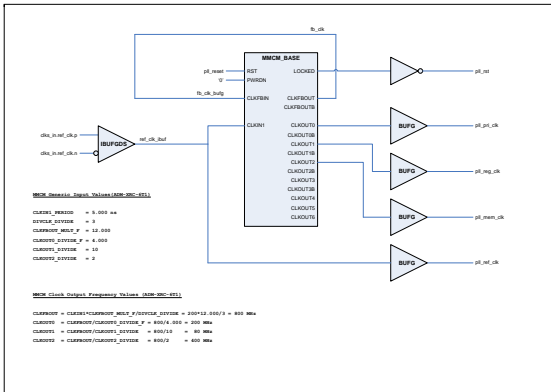 fb_clk
MMCM_BASE
pll_reset
RST
LOCKED
pll_rst
'0'
PWRDN
fb_clk_bufg
CLKFBIN
CLKFBOUT
CLKFBOUTB
CLKIN1
CLKOUT0
BUFG
pll_pri_clk
CLKOUT0B
clks_in.ref_clk.p
IBUFGDS
ref_clk_ibuf
CLKOUT1
CLKOUT1B
clks_in.ref_clk.n
CLKOUT2
BUFG
pll_reg_clk
CLKOUT2B
CLKOUT3
CLKOUT3B
CLKOUT4
CLKOUT5
CLKOUT6
BUFG
pll_mem_clk
BUFG
pll_ref_clk
MMCM Generic Input Values(ADM-XRC-6T1)
CLKIN1_PERIOD = 5.000 ns
DIVCLK_DIVIDE = 3
CLKFBOUT_MULT_F = 12.000
CLKOUT0_DIVIDE_F = 4.000
CLKOUT1_DIVIDE = 10
CLKOUT2_DIVIDE = 2
MMCM Clock Output Frequency Values (ADM-XRC-6T1)
CLKFBOUT = CLKIN1*CLKFBOUT_MULT_F/DIVCLK_DIVIDE = 200*12.000/3 = 800 MHz
CLKOUT0 = CLKFBOUT/CLKOUT0_DIVIDE_F = 800/4.000 = 200 MHz
CLKOUT1 = CLKFBOUT/CLKOUT1_DIVIDE = 800/10 = 80 MHz
CLKOUT2 = CLKFBOUT/CLKOUT2_DIVIDE = 800/2 = 400 MHz